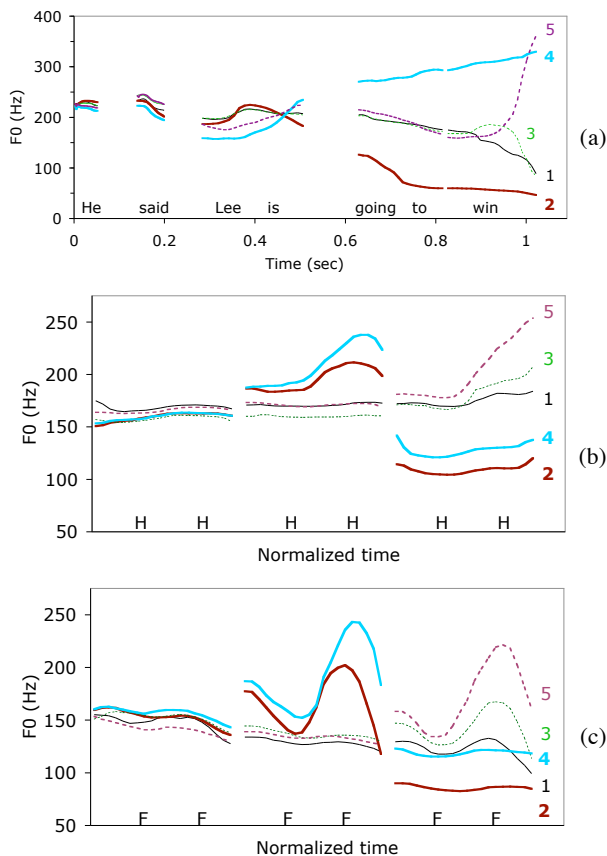 400
300
200
100
0
F0 (Hz)
5
4
3
1
2
(a)
He said Lee is going to win
0 0.2 0.4 0.6 0.8 1
Time (sec)
250
200
150
100
50
F0 (Hz)
5
3
1
4
2
(b)
H H H H H H
Normalized time
250
200
150
100
50
F0 (Hz)
5
3
4
1
2
(c)
F F F F F F
Normalized time